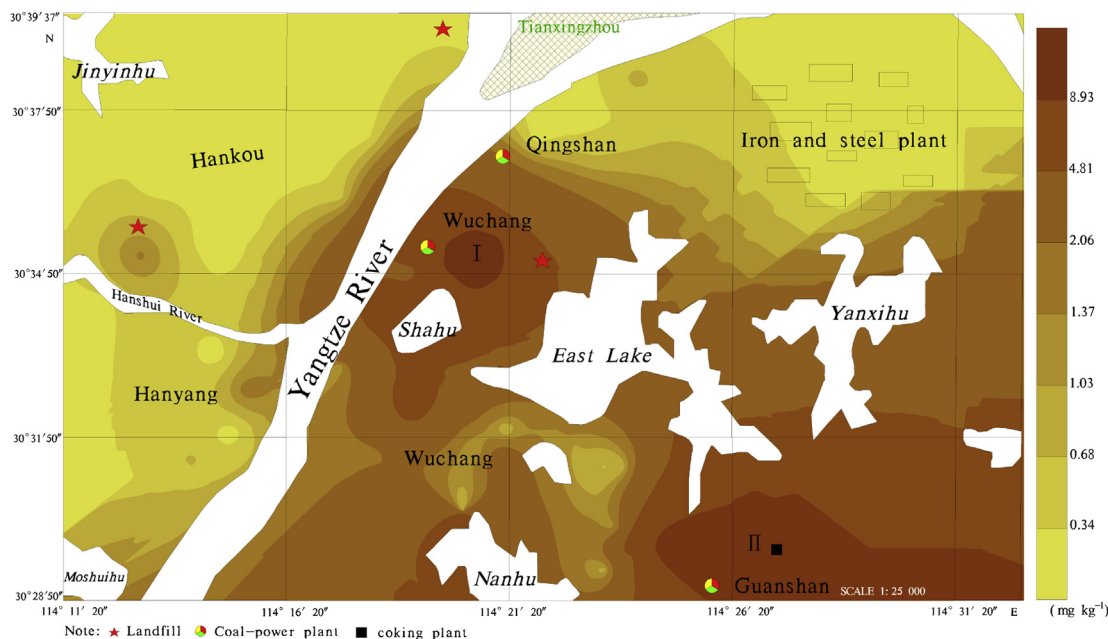 30°39′37″
N
Tianxingzhou
Jinyinhu
30°37′50″
8.93
Qingshan
Iron and steel plant
Hankou
4.81
Wuchang
2.06
I
30°34′50″
Hanshui River
Yangtze River
Shahu
Yanxihu
1.37
East Lake
Hanyang
1.03
30°31′50″
Wuchang
0.68
0.34
II
Moshuihu
Nanhu
Guanshan
SCALE 1:25 000
30°28′50″
114° 11′ 20″
114° 16′ 20″
114° 21′ 20″
114° 26′ 20″
114° 31′ 20″ E
(mg kg⁻¹)
Note: Landfill Coal-power plant coking plant